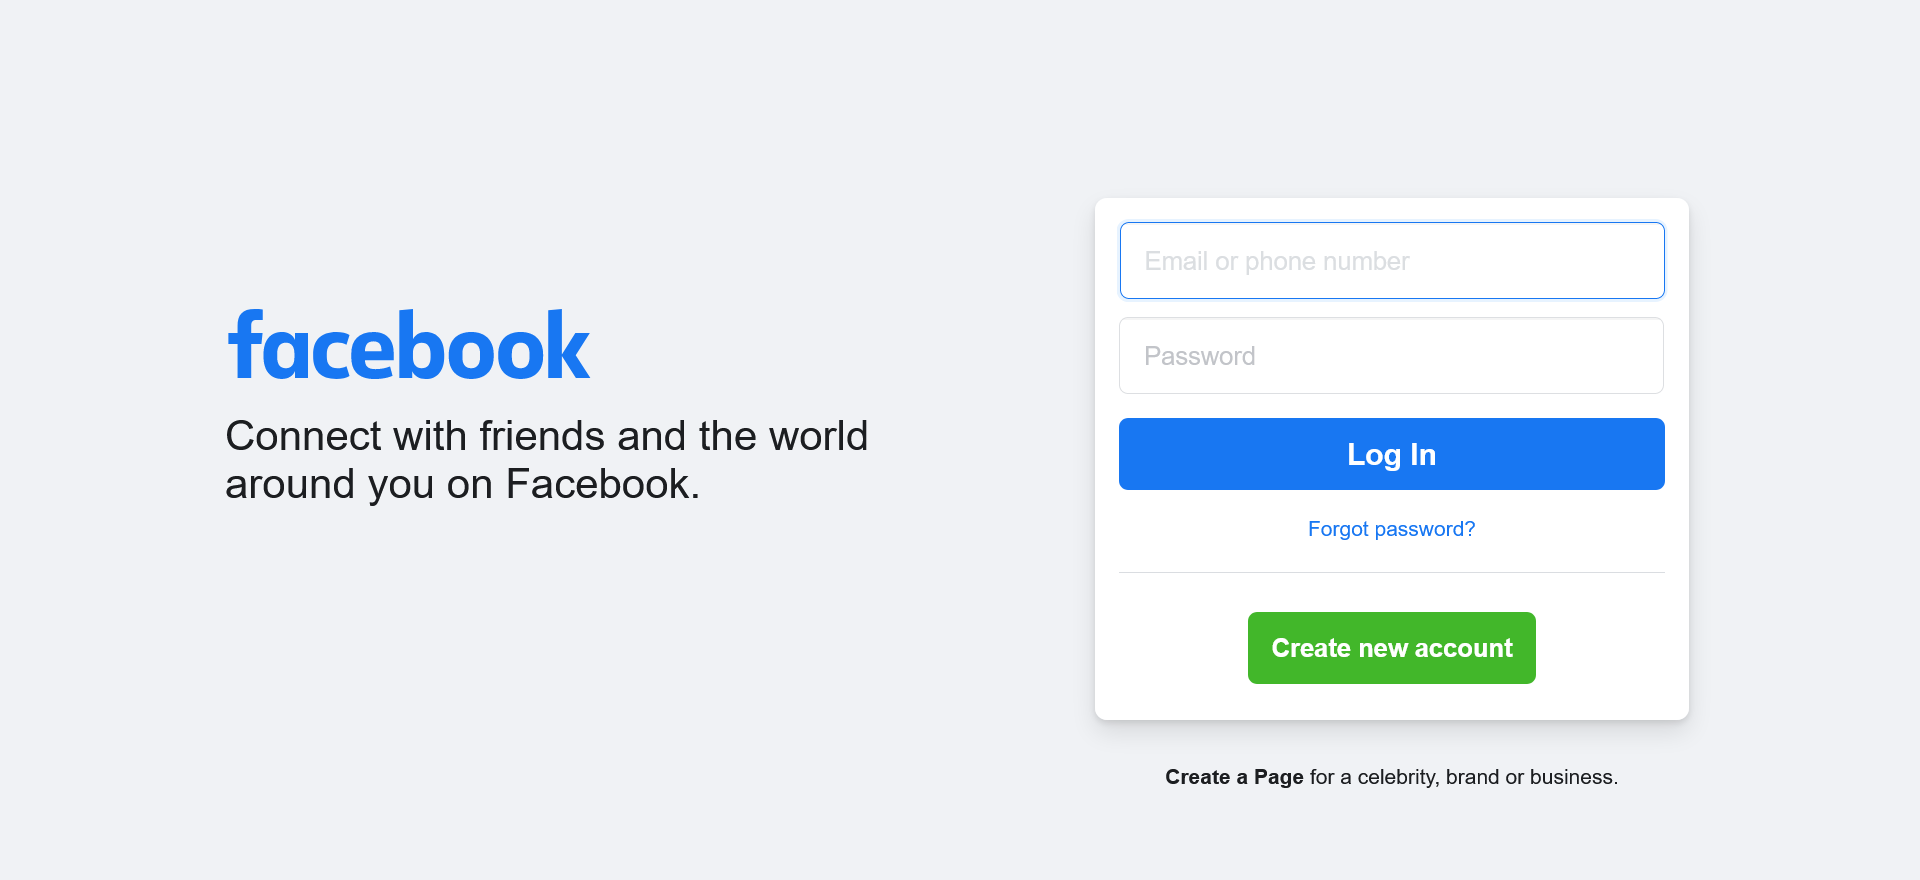 facebook
Connect with friends and the world
around you on Facebook.
Email or phone number
Password
Log In
Forgot password?
Create new account
Create a Page for a celebrity, brand or business.